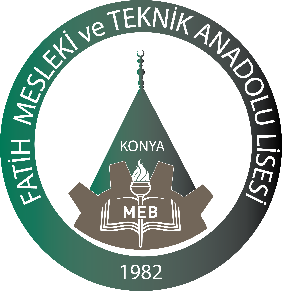 FATİH MESLEKİ ve TEKNİK ANADOLU LİSESİ
KONYA
MEB
1982